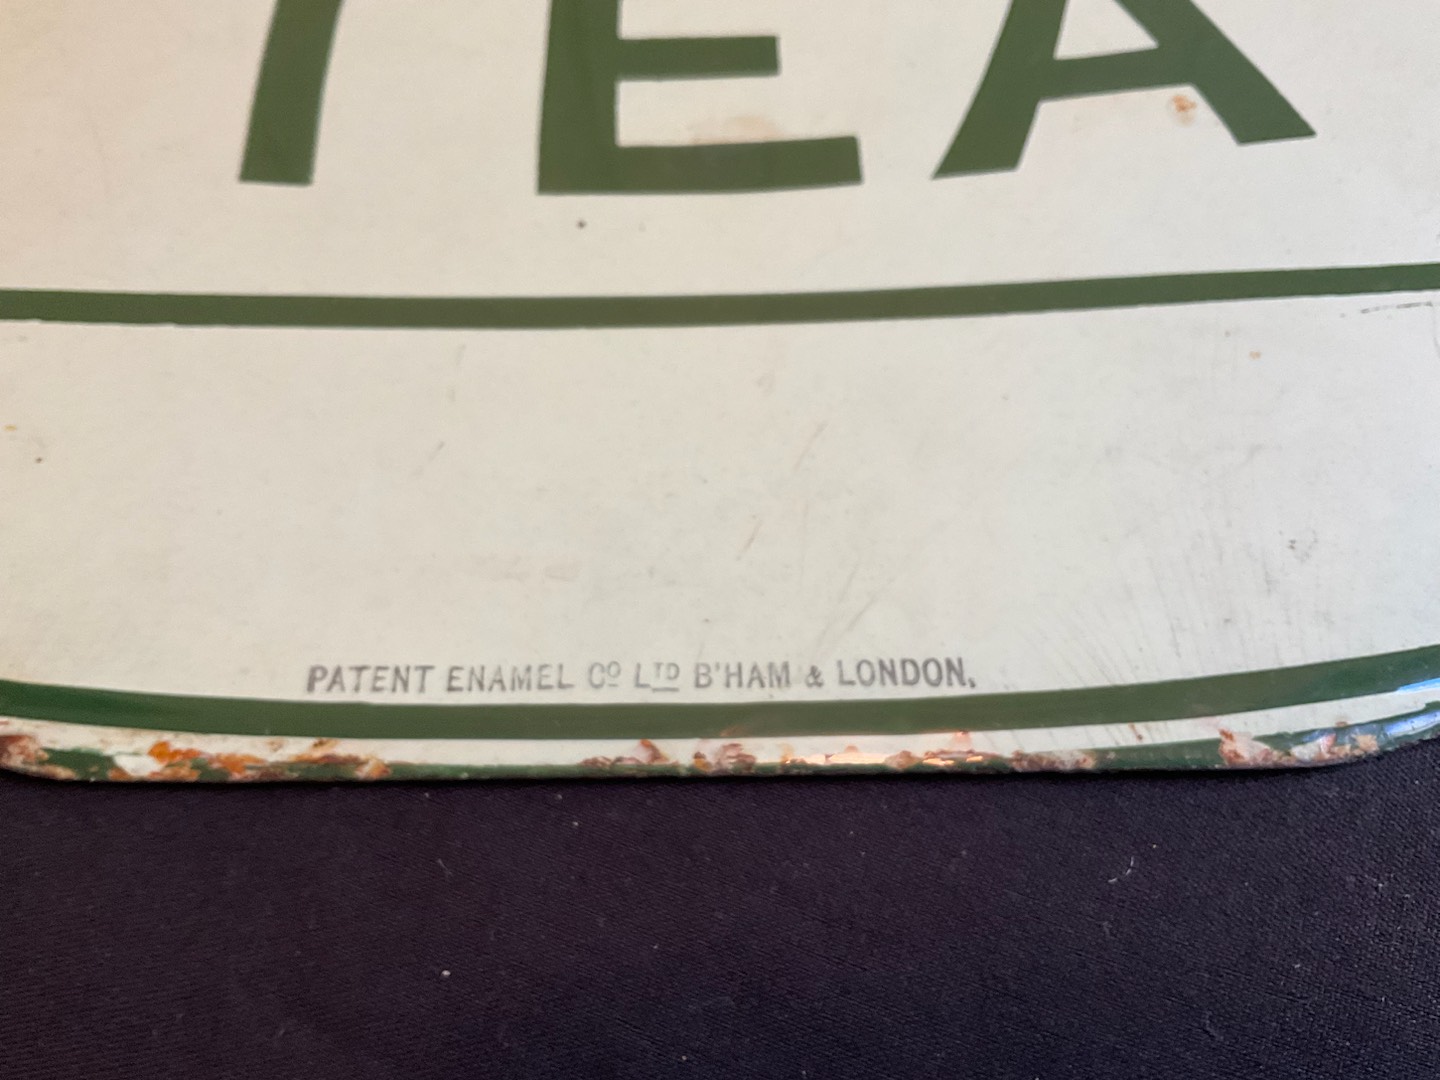 TEA
PATENT ENAMEL Cº LTD B'HAM & LONDON.